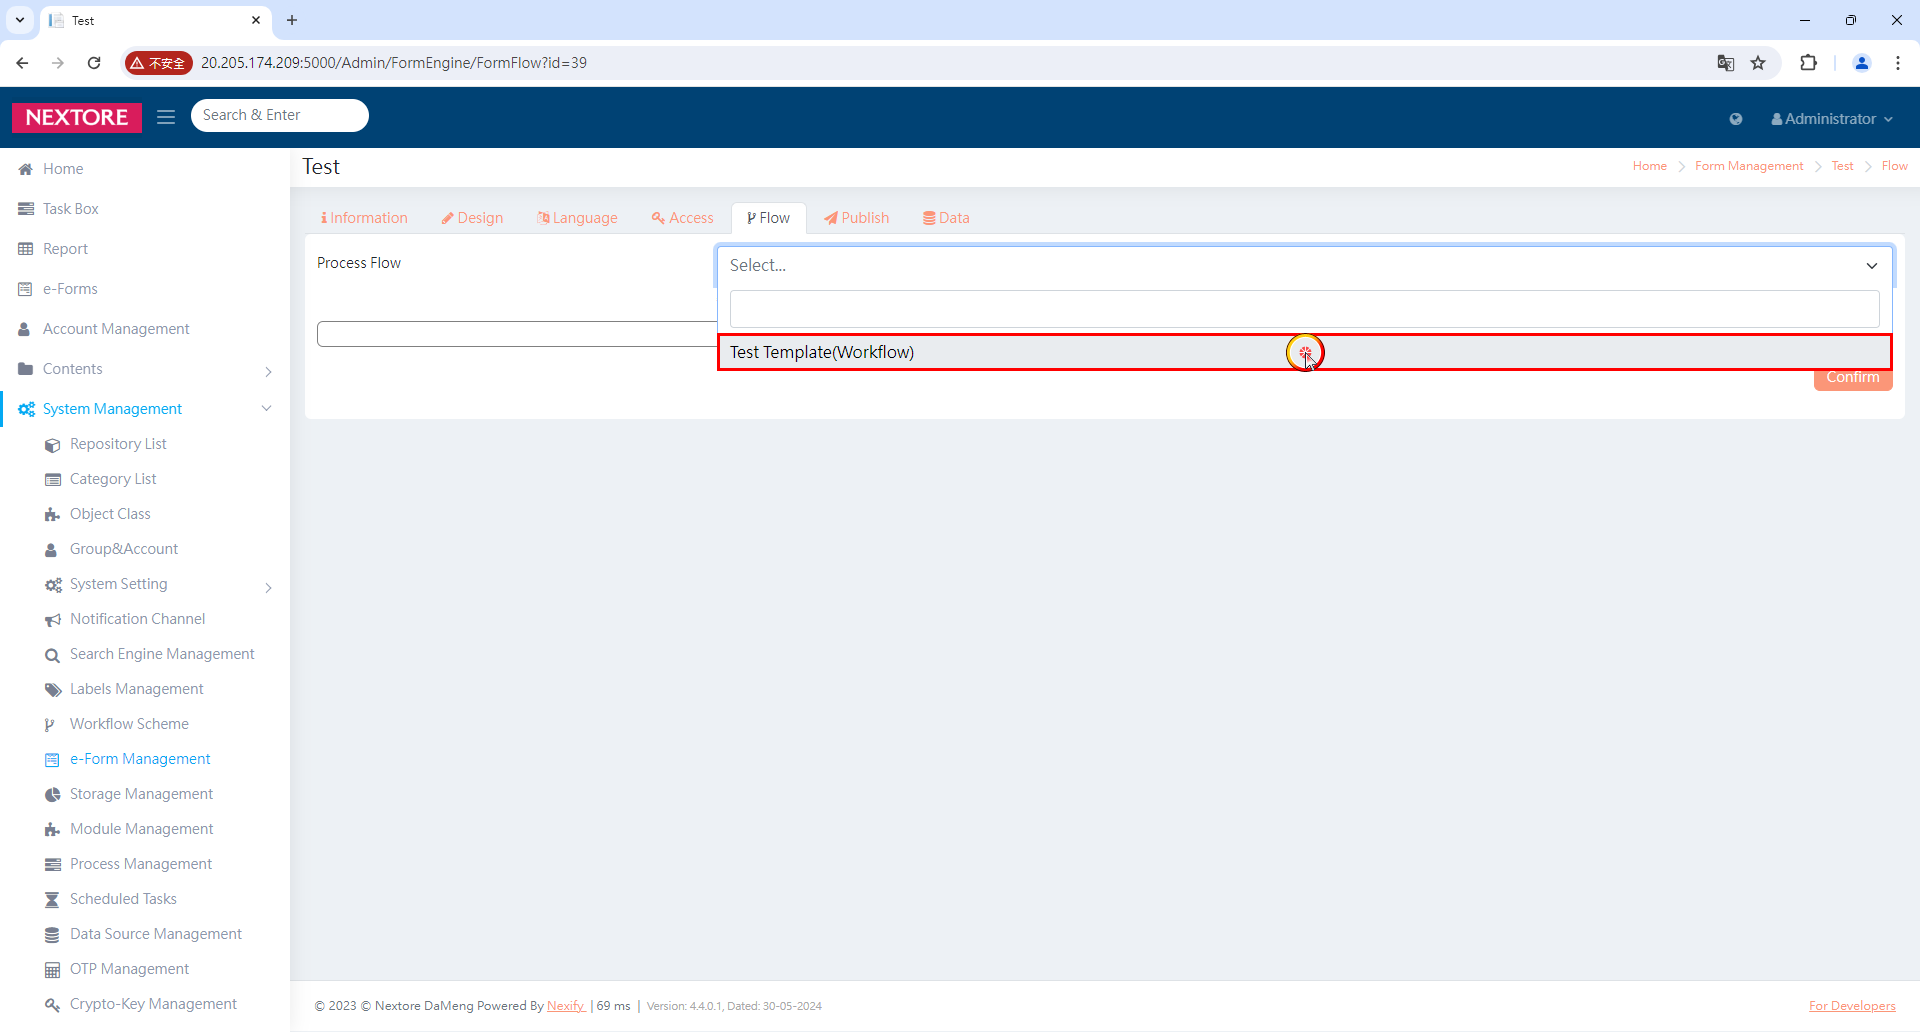 Test
不安全
20.205.174.209:5000/Admin/FormEngine/FormFlow?id=39
NEXTORE
Search & Enter
Administrator
Home
Task Box
Report
e-Forms
Account Management
Contents
System Management
Repository List
Category List
Object Class
Group&Account
System Setting
Notification Channel
Search Engine Management
Labels Management
Workflow Scheme
e-Form Management
Storage Management
Module Management
Process Management
Scheduled Tasks
Data Source Management
OTP Management
Crypto-Key Management
Test
Home > Form Management > Test > Flow
Information Design Language Access Flow Publish Data
Process Flow
Select...
Test Template(Workflow)
Confirm
© 2023 © Nextore DaMeng Powered By Nexify | 69 ms | Version: 4.4.0.1, Dated: 30-05-2024
For Developers